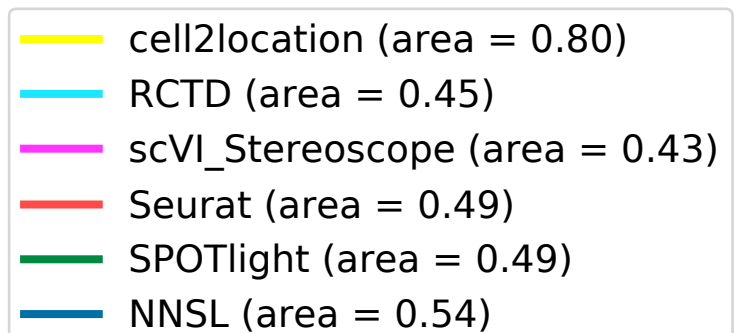 cell2location (area = 0.80)
RCTD (area = 0.45)
scVI_Stereoscope (area = 0.43)
Seurat (area = 0.49)
SPOTlight (area = 0.49)
NNSL (area = 0.54)